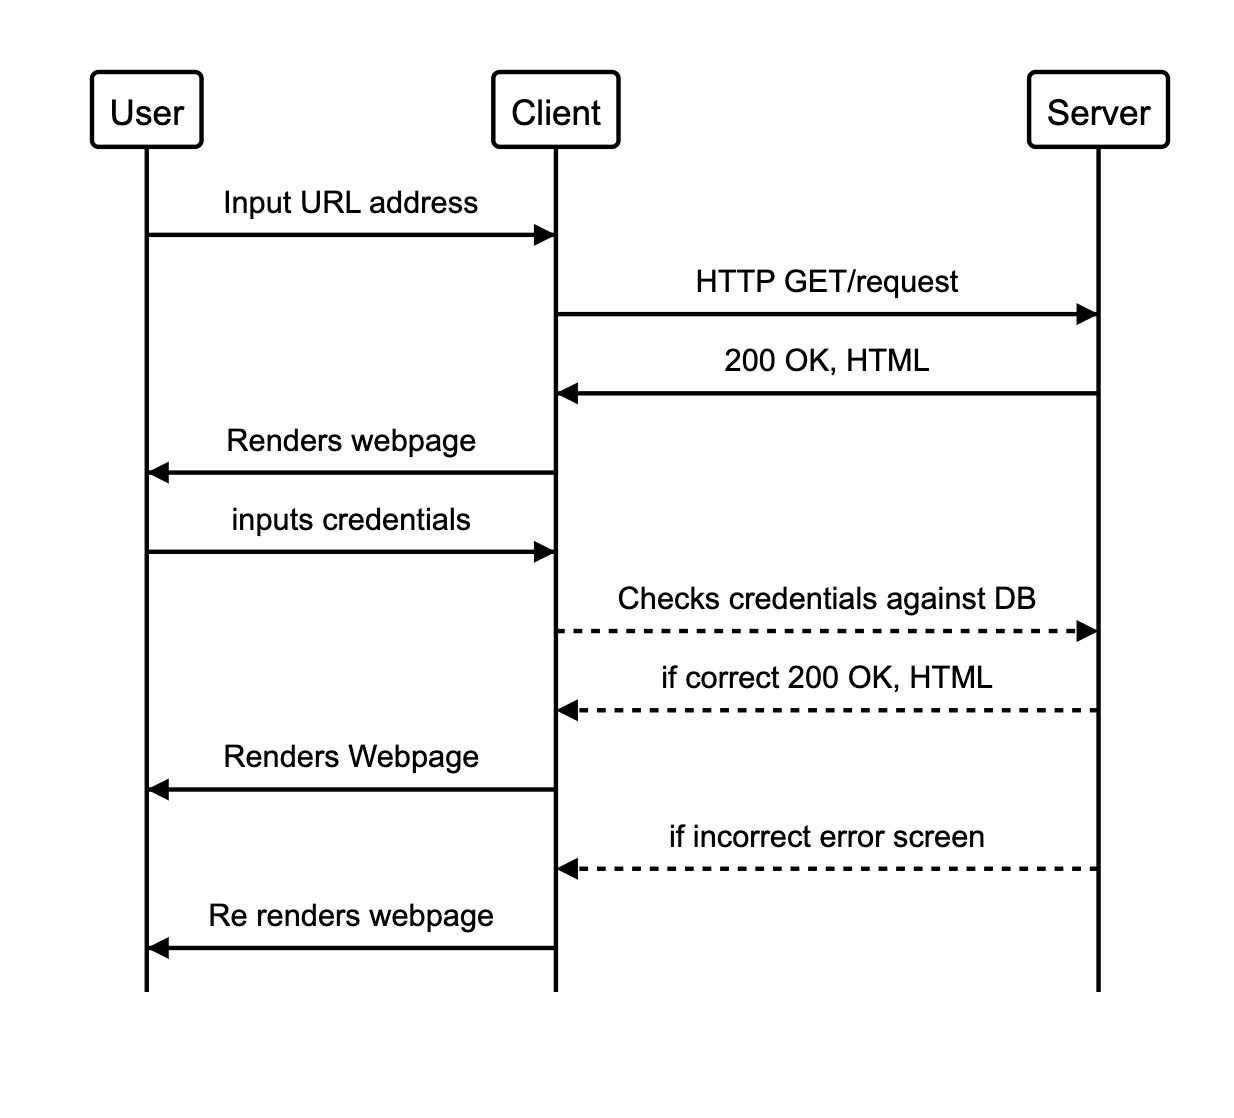 User
Client
Server
Input URL address
HTTP GET/request
200 OK, HTML
Renders webpage
inputs credentials
Checks credentials against DB
if correct 200 OK, HTML
Renders Webpage
if incorrect error screen
Re renders webpage